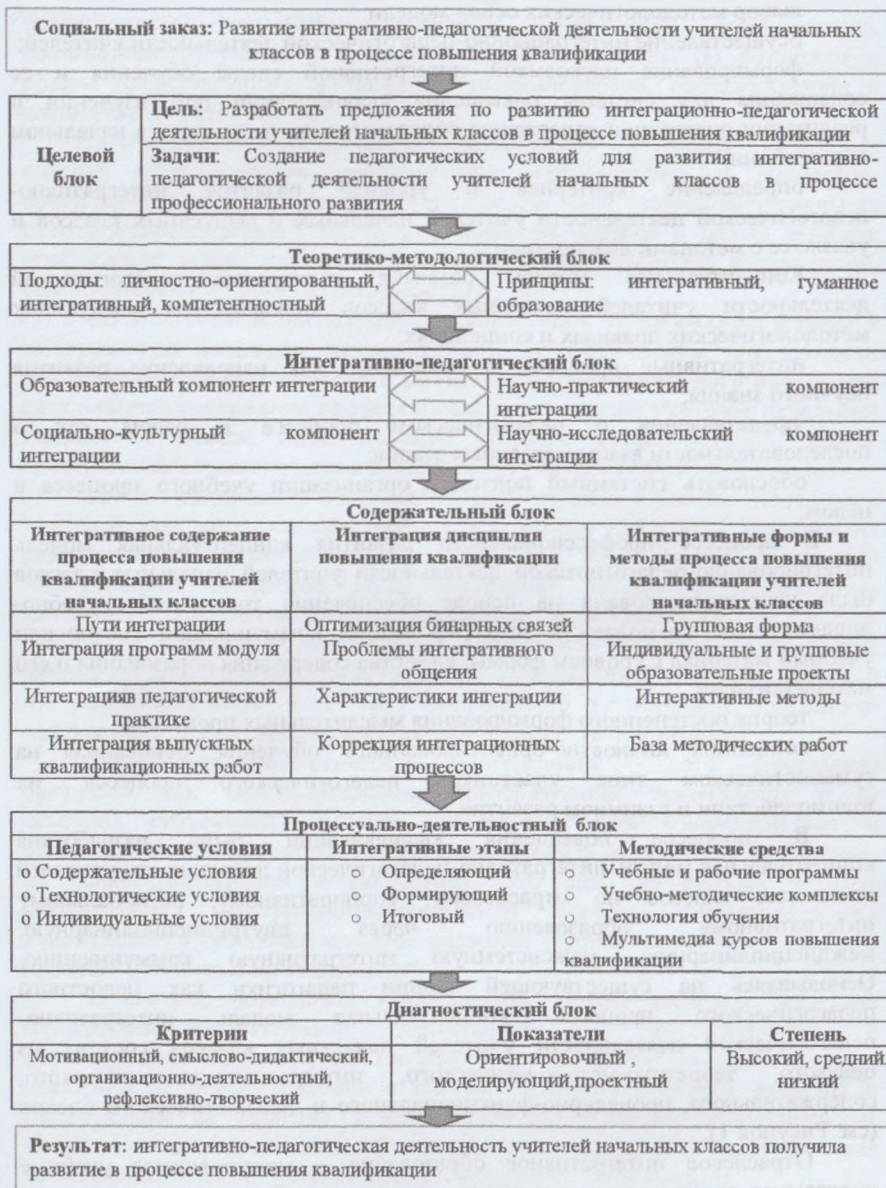 Социальный заказ: Развитие интегративно-педагогической деятельности учителей начальных
классов в процессе повышения квалификации
Целевой блок
Цель: Разработать предложения по развитию интеграционно-педагогической
деятельности учителей начальных классов в процессе повышения квалификации
Задачи: Создание педагогических условий для развития интегративно-
педагогической деятельности учителей начальных классов в процессе
профессионального развития
Теоретико-методологический блок
Подходы: личностно-ориентированный,
интегративный, компетентностный
Принципы: интегративный, гуманное
образование
Интегративно-педагогический блок
Образовательный компонент интеграции
Научно-практический компонент
интеграции
Социально-культурный компонент
интеграции
Научно-исследовательский компонент
интеграции
Содержательный блок
Интегративное содержание
процесса повышения
квалификации учителей
начальных классов
Интеграция дисциплин
повышения квалификации
Интегративные формы и
методы процесса повышения
квалификации учителей
начальных классов
Пути интеграции
Оптимизация бинарных связей
Групповая форма
Интеграция программ модуля
Проблемы интегративного
общения
Индивидуальные и групповые
образовательные проекты
Интеграцияв педагогической
практике
Характеристики интеграции
Интерактивные методы
Интеграция выпускных
квалификационных работ
Коррекция интеграционных
процессов
База методических работ
Процессуально-деятельностный блок
Педагогические условия
o Содержательные условия
o Технологические условия
o Индивидуальные условия
Интегративные этапы
o Определяющий
o Формирующий
o Итоговый
Методические средства
o Учебные и рабочие программы
o Учебно-методические комплексы
o Технология обучения
o Мультимедиа курсов повышения
квалификации
Диагностический блок
Критерии
Мотивационный, смыслово-дидактический,
организационно-деятельностный,
рефлексивно-творческий
Показатели
Ориентировочный ,
моделирующий,проектный
Степень
Высокий, средний,
низкий
Результат: интегративно-педагогическая деятельность учителей начальных классов получила
развитие в процессе повышения квалификации